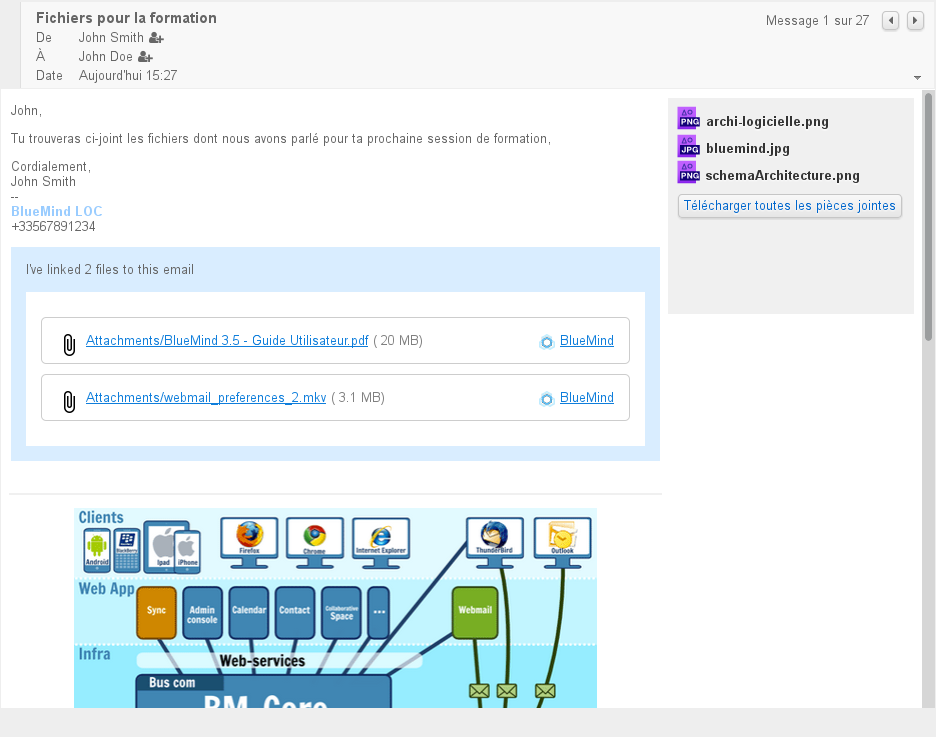 Fichiers pour la formation
Message 1 sur 27
De John Smith
À John Doe
Date Aujourd'hui 15:27
John,
Tu trouveras ci-joint les fichiers dont nous avons parlé pour ta prochaine session de formation,
Cordialement,
John Smith
--
BlueMind LOC
+33567891234
I've linked 2 files to this email
Attachments/BlueMind 3.5 - Guide Utilisateur.pdf ( 20 MB) BlueMind
Attachments/webmail_preferences_2.mkv ( 3.1 MB) BlueMind
PNG archi-logicielle.png
JPG bluemind.jpg
PNG schemaArchitecture.png
Télécharger toutes les pièces jointes
Clients
Android Blackberry Ipad iPhone Firefox Chrome Internet Explorer ThunderBird Outlook
Web App
Sync Admin console Calendar Contact Collaborative Space ... Webmail
Infra
Web-services
Bus com
BM Core